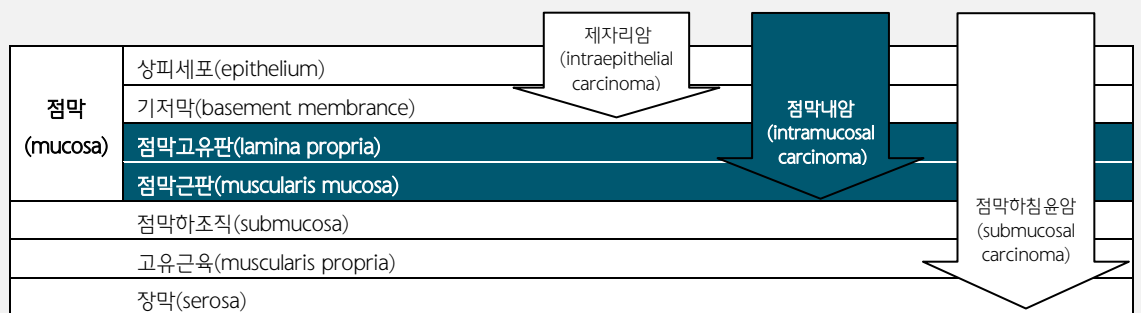 제자리암
(intraepithelial
carcinoma)
상피세포(epithelium)
점막
(mucosa)
기저막(basement membrance)
점막내암
(intramucosal
carcinoma)
점막고유판(lamina propria)
점막근판(muscularis mucosa)
점막하조직(submucosa)
점막하침윤암
(submucosal
carcinoma)
고유근육(muscularis propria)
장막(serosa)